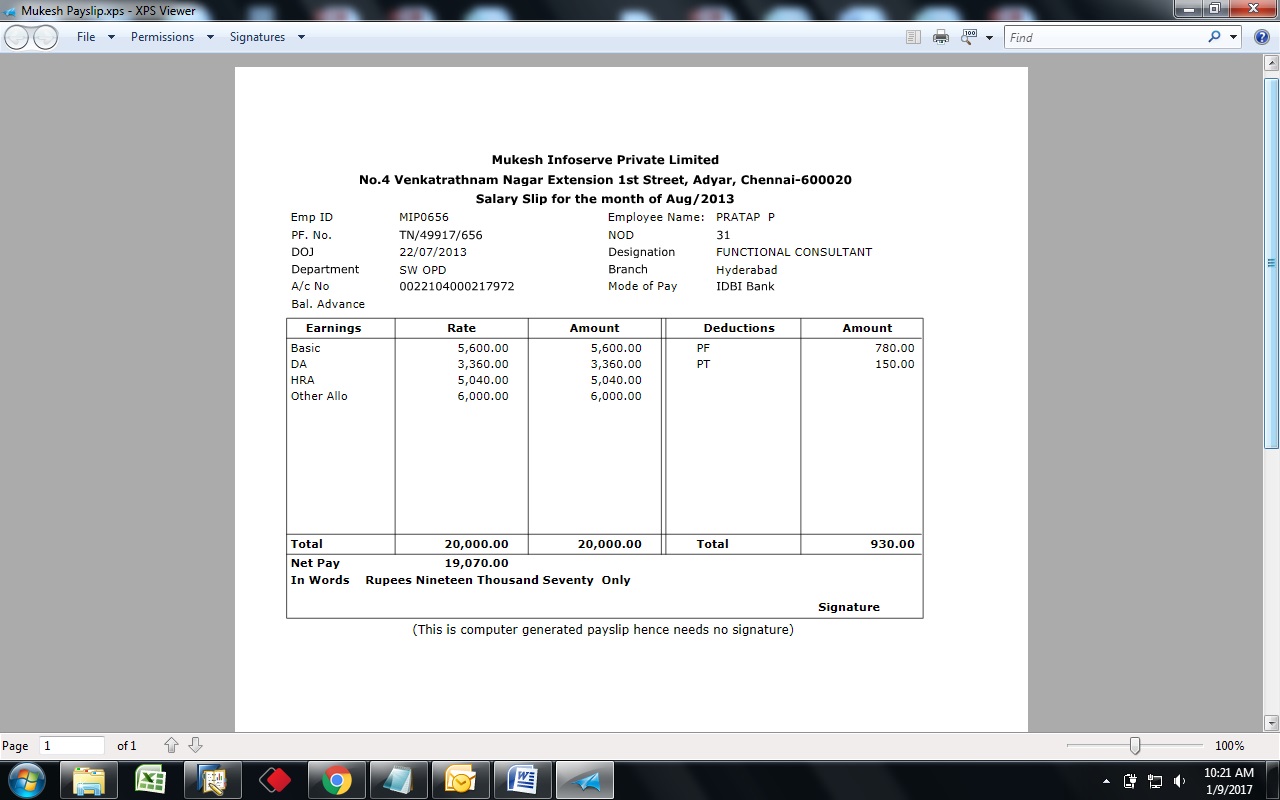 Mukesh Payslip.xps - XPS Viewer
File Permissions Signatures Find
Mukesh Infoserve Private Limited
No.4 Venkatrathnam Nagar Extension 1st Street, Adyar, Chennai-600020
Salary Slip for the month of Aug/2013
Emp ID MIP0656 Employee Name: PRATAP P
PF. No. TN/49917/656 NOD 31
DOJ 22/07/2013 Designation FUNCTIONAL CONSULTANT
Department SW OPD Branch Hyderabad
A/c No 0022104000217972 Mode of Pay IDBI Bank
Bal. Advance
Earnings Rate Amount Deductions Amount
Basic 5,600.00 5,600.00 PF 780.00
DA 3,360.00 3,360.00 PT 150.00
HRA 5,040.00 5,040.00
Other Allo 6,000.00 6,000.00
Total 20,000.00 20,000.00 Total 930.00
Net Pay 19,070.00
In Words Rupees Nineteen Thousand Seventy Only
Signature
(This is computer generated payslip hence needs no signature)
Page 1 of 1 100%
10:21 AM
1/9/2017